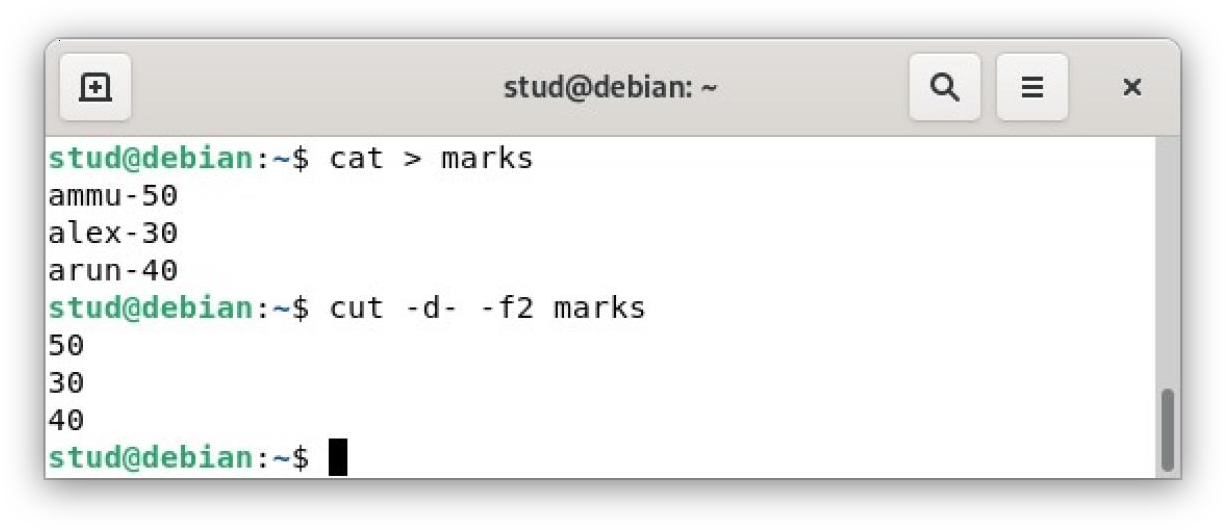 stud@debian: ~
stud@debian:~$ cat > marks
ammu-50
alex-30
arun-40
stud@debian:~$ cut -d- -f2 marks
50
30
40
stud@debian:~$